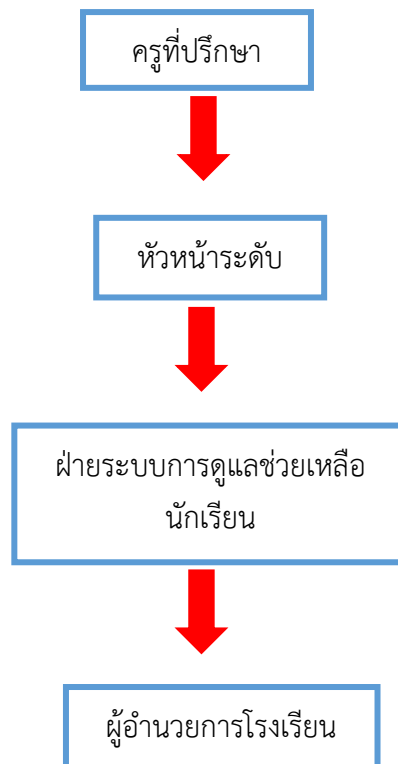 ครูที่ปรึกษา
หัวหน้าระดับ
ฝ่ายระบบการดูแลช่วยเหลือ
นักเรียน
ผู้อำนวยการโรงเรียน